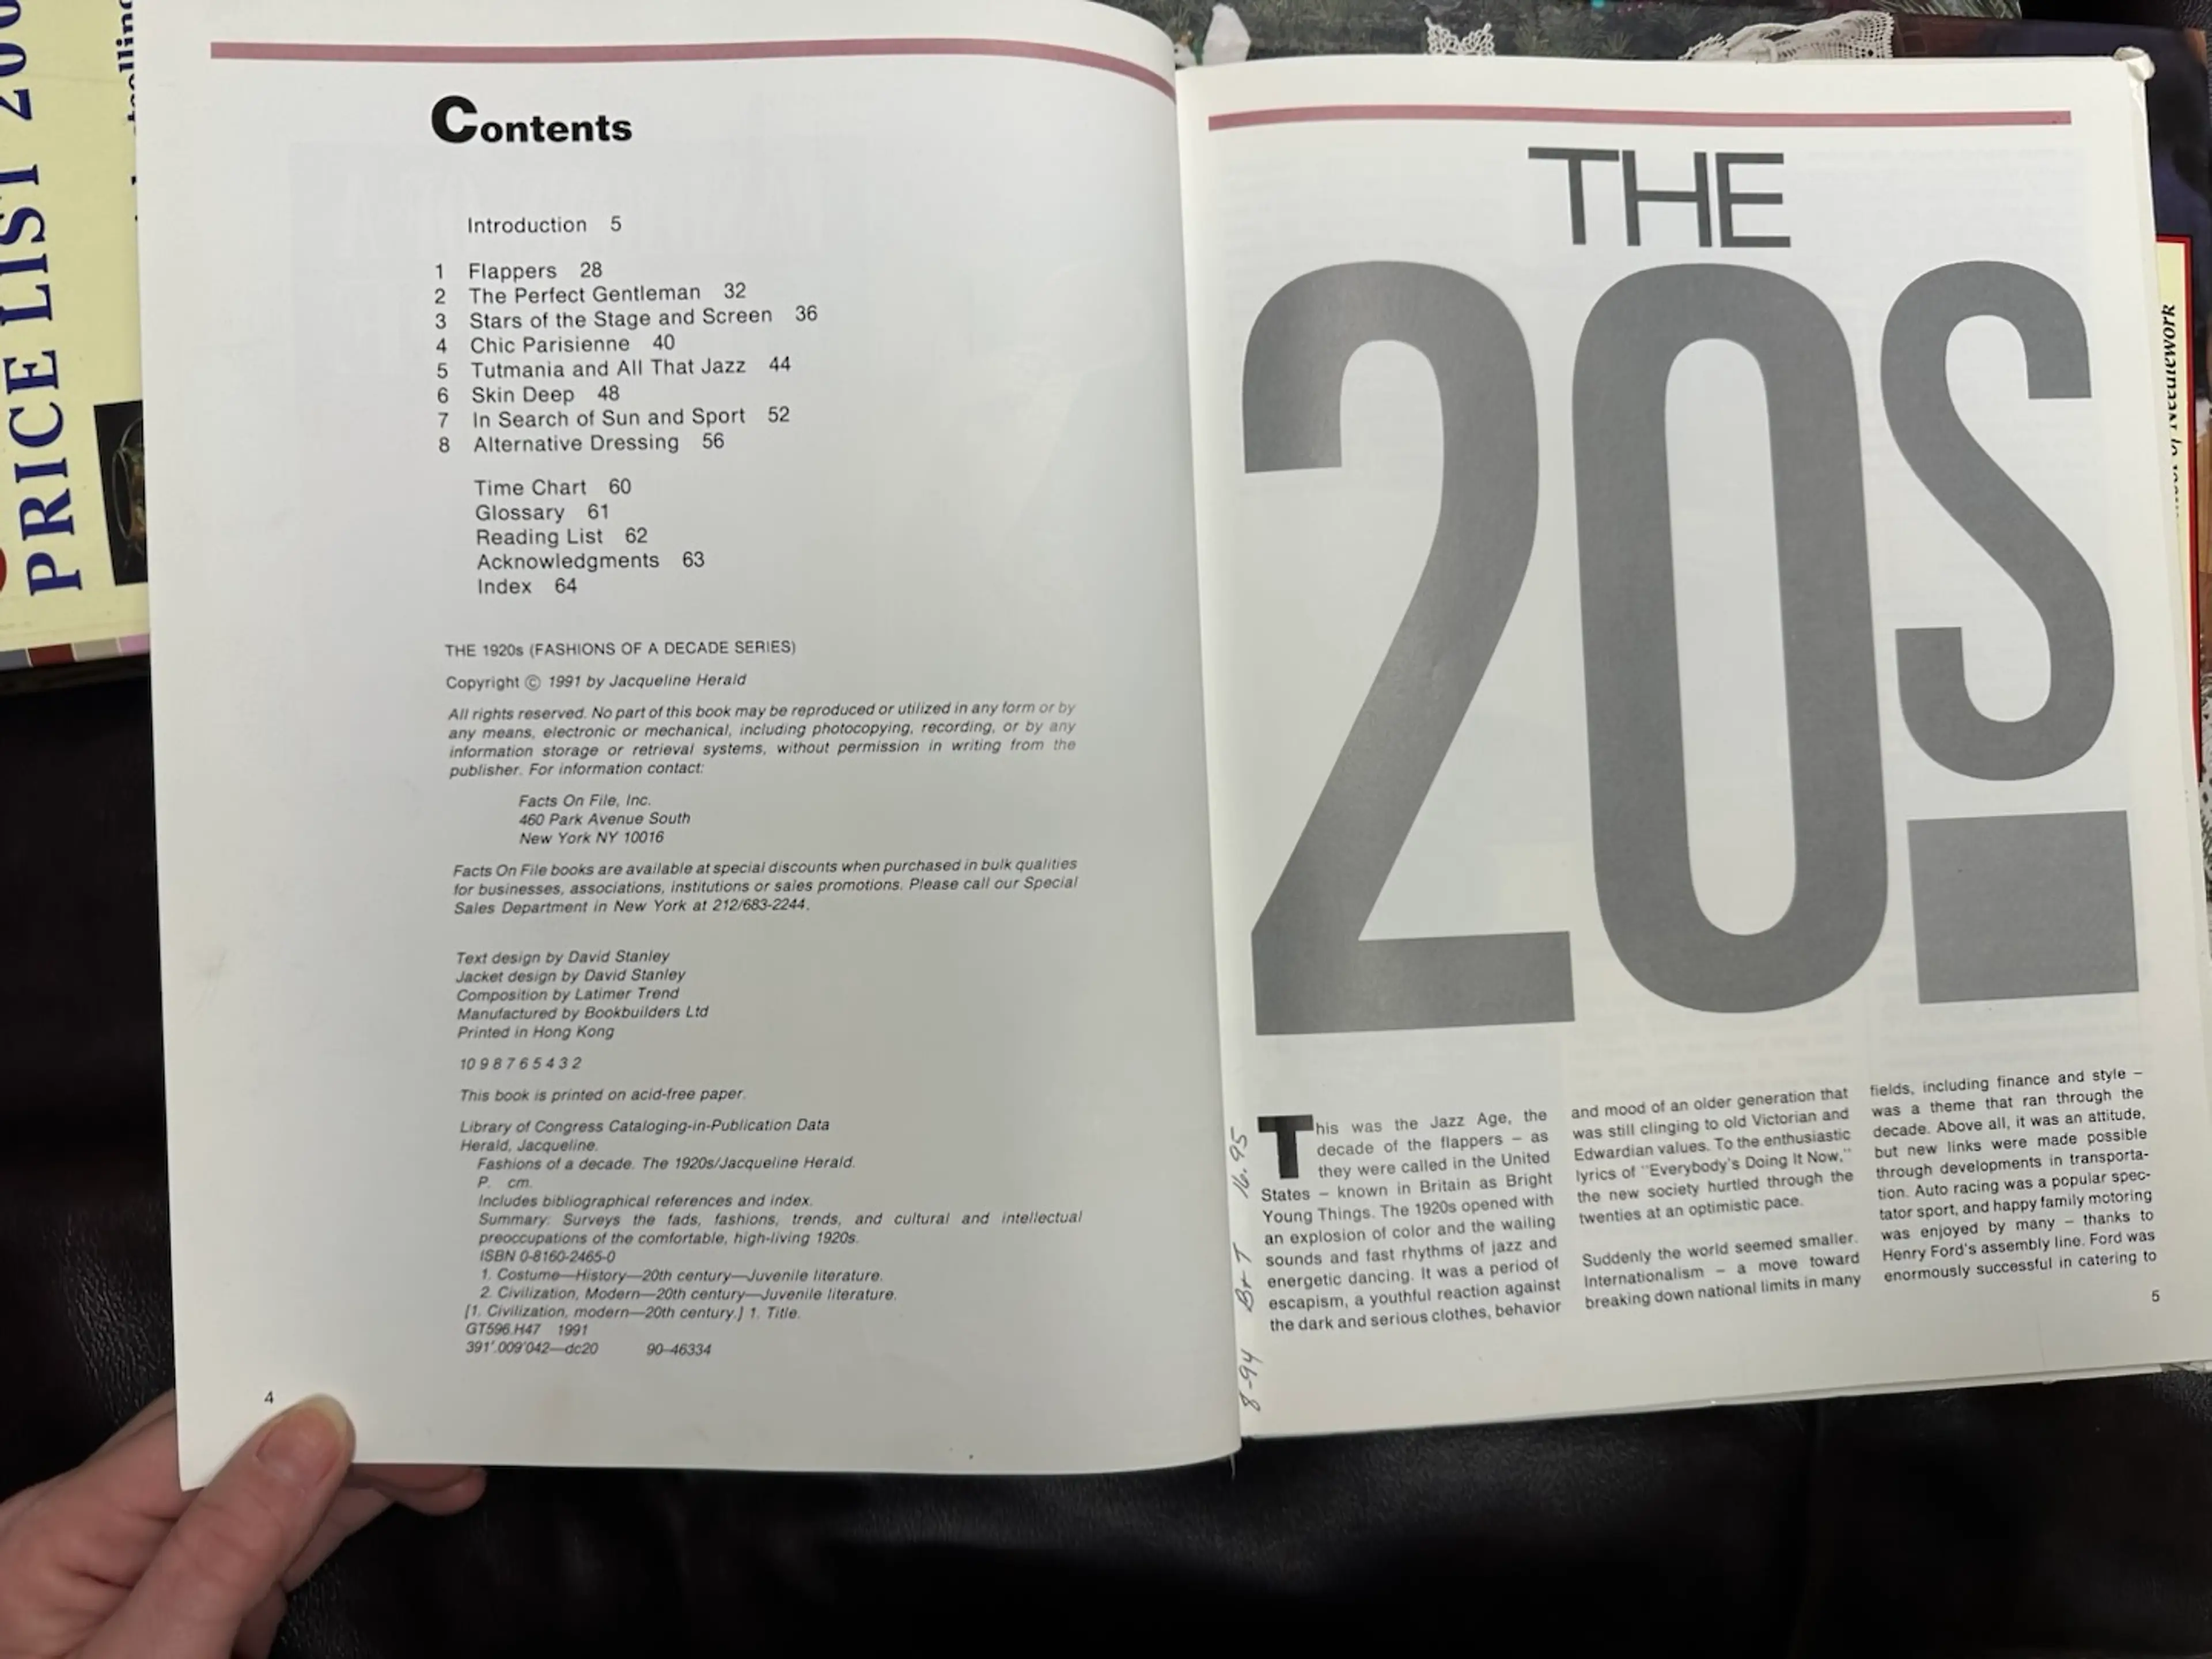 PRICE LIST
Contents
Introduction 5
1 Flappers 28
2 The Perfect Gentleman 32
3 Stars of the Stage and Screen 36
4 Chic Parisienne 40
5 Tutmania and All That Jazz 44
6 Skin Deep 48
7 In Search of Sun and Sport 52
8 Alternative Dressing 56
Time Chart 60
Glossary 61
Reading List 62
Acknowledgments 63
Index 64
THE 1920s (FASHIONS OF A DECADE SERIES)
Copyright © 1991 by Jacqueline Herald
All rights reserved. No part of this book may be reproduced or utilized in any form or by
any means, electronic or mechanical, including photocopying, recording, or by any
information storage or retrieval systems, without permission in writing from the
publisher. For information contact:
Facts On File, Inc.
460 Park Avenue South
New York NY 10016
Facts On File books are available at special discounts when purchased in bulk qualities
for businesses, associations, institutions or sales promotions. Please call our Special
Sales Department in New York at 212/683-2244.
Text design by David Stanley
Jacket design by David Stanley
Composition by Latimer Trend
Manufactured by Bookbuilders Ltd
Printed in Hong Kong
10 9 8 7 6 5 4 3 2
This book is printed on acid-free paper.
Library of Congress Cataloging-in-Publication Data
Herald, Jacqueline.
Fashions of a decade. The 1920s/Jacqueline Herald.
P. cm.
Includes bibliographical references and index.
Summary: Surveys the fads, fashions, trends, and cultural and intellectual
preoccupations of the comfortable, high-living 1920s.
ISBN 0-8160-2465-0
1. Costume—History—20th century—Juvenile literature.
2. Civilization, Modern—20th century—Juvenile literature.
[1. Civilization, modern—20th century.] 1. Title.
GT596.H47 1991
391'.009'042—dc20 90-46334
4
THE
20s
This was the Jazz Age, the
decade of the flappers – as
they were called in the United
States – known in Britain as Bright
Young Things. The 1920s opened with
an explosion of color and the wailing
sounds and fast rhythms of jazz and
energetic dancing. It was a period of
escapism, a youthful reaction against
the dark and serious clothes, behavior
and mood of an older generation that
was still clinging to old Victorian and
Edwardian values. To the enthusiastic
lyrics of "Everybody's Doing It Now,"
the new society hurtled through the
twenties at an optimistic pace.
Suddenly the world seemed smaller.
Internationalism – a move toward
breaking down national limits in many
fields, including finance and style –
was a theme that ran through the
decade. Above all, it was an attitude,
but new links were made possible
through developments in transporta-
tion. Auto racing was a popular spec-
tator sport, and happy family motoring
was enjoyed by many – thanks to
Henry Ford's assembly line. Ford was
enormously successful in catering to
5
8-94 B+T 16.95
of Needlework